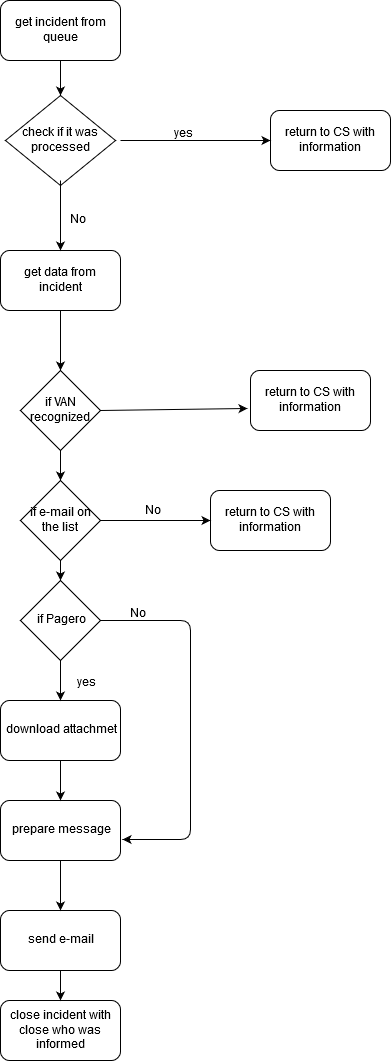 get incident from
queue
check if it was
processed
yes
return to CS with
information
No
get data from
incident
if VAN
recognized
return to CS with
information
if e-mail on
the list
No
return to CS with
information
if Pagero
No
yes
download attachmet
prepare message
send e-mail
close incident with
close who was
informed